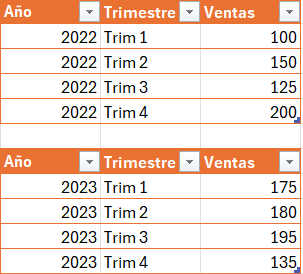 Año Trimestre Ventas
2022 Trim 1 100
2022 Trim 2 150
2022 Trim 3 125
2022 Trim 4 200
Año Trimestre Ventas
2023 Trim 1 175
2023 Trim 2 180
2023 Trim 3 195
2023 Trim 4 135